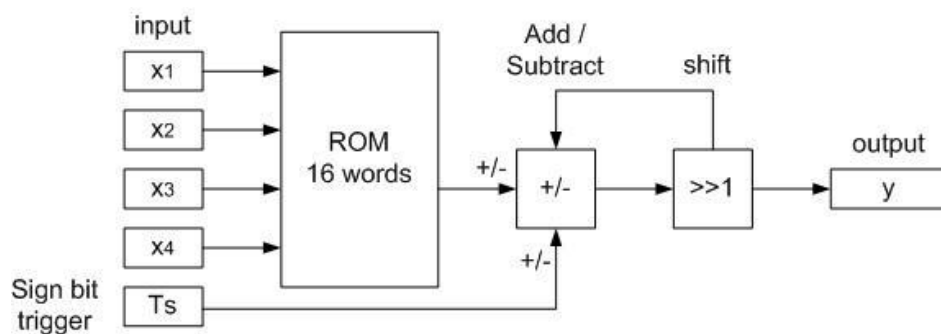 input
x1
x2
x3
x4
Sign bit
trigger
Ts
ROM
16 words
Add /
Subtract
shift
+/-
+/-
+/-
>>1
output
y